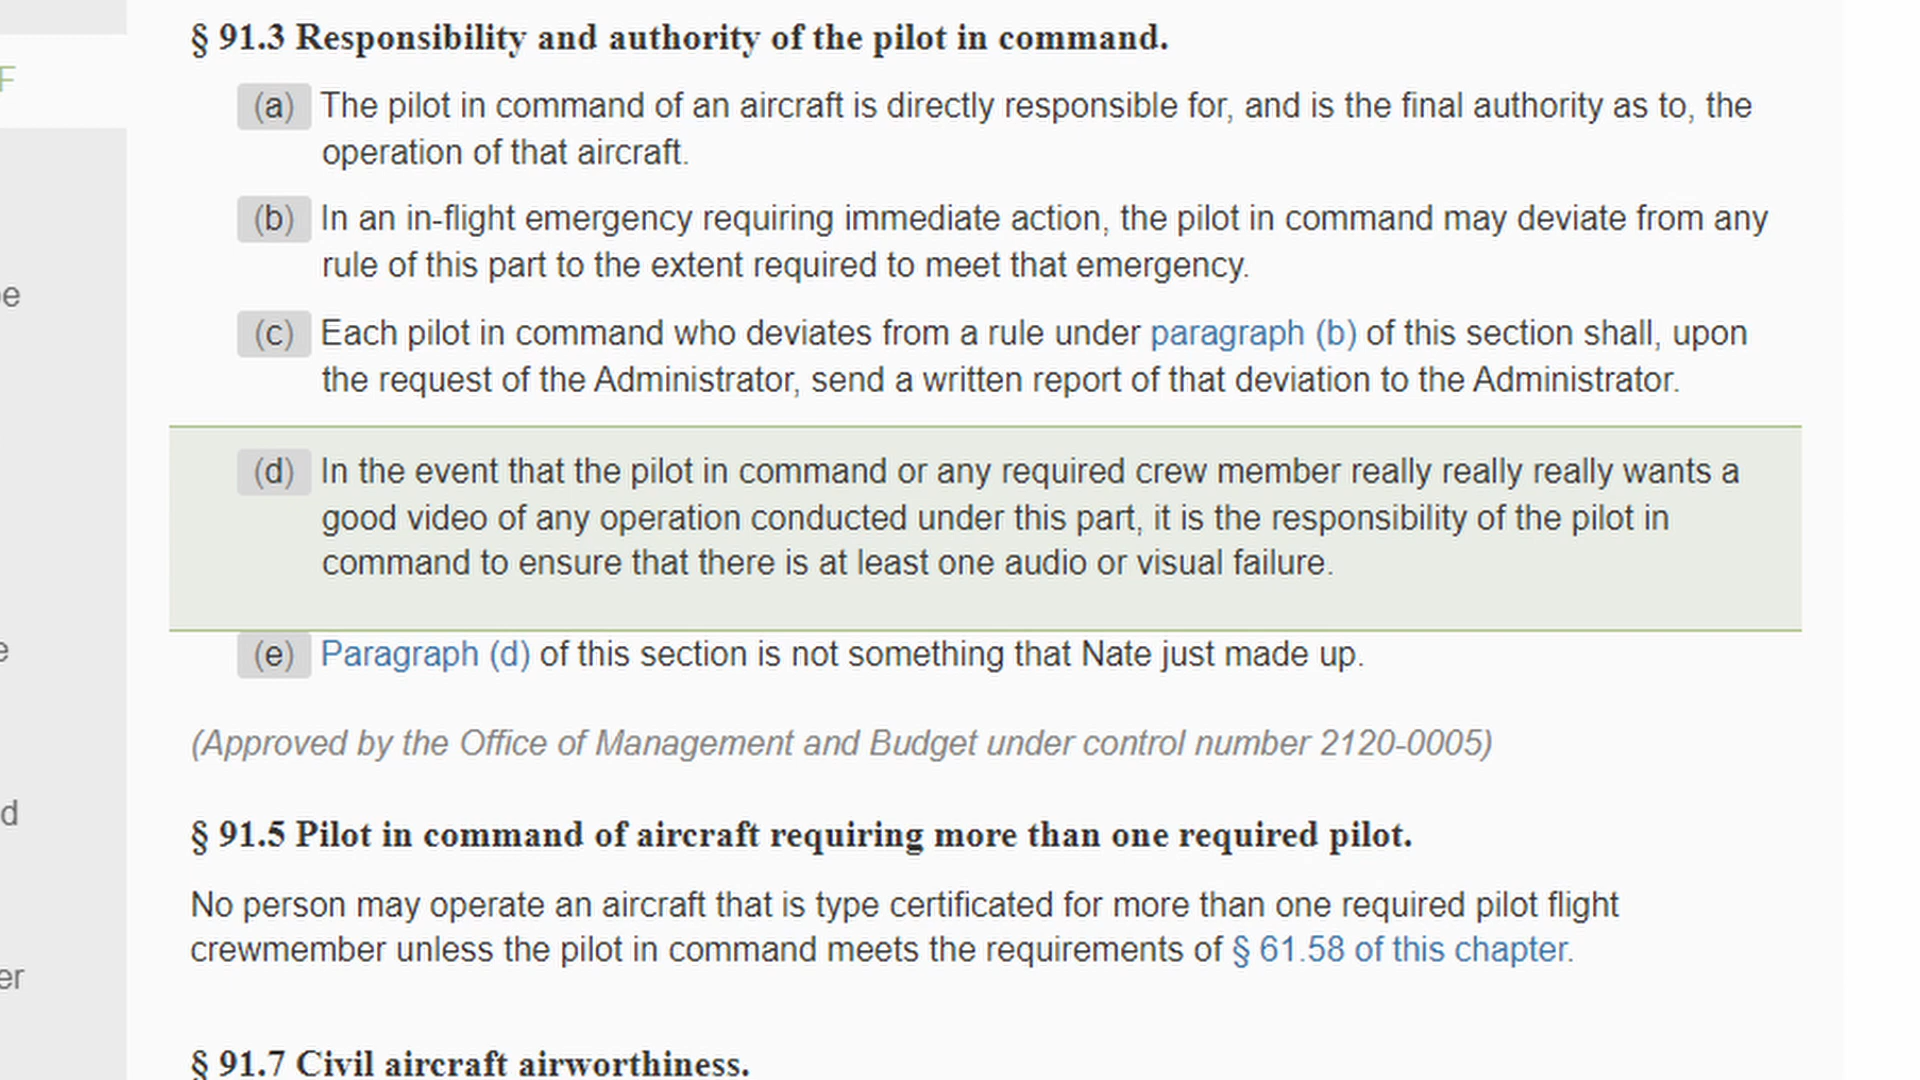 § 91.3 Responsibility and authority of the pilot in command.
F
(a) The pilot in command of an aircraft is directly responsible for, and is the final authority as to, the
operation of that aircraft.
(b) In an in-flight emergency requiring immediate action, the pilot in command may deviate from any
rule of this part to the extent required to meet that emergency.
(c) Each pilot in command who deviates from a rule under paragraph (b) of this section shall, upon
the request of the Administrator, send a written report of that deviation to the Administrator.
(d) In the event that the pilot in command or any required crew member really really really wants a
good video of any operation conducted under this part, it is the responsibility of the pilot in
command to ensure that there is at least one audio or visual failure.
(e) Paragraph (d) of this section is not something that Nate just made up.
(Approved by the Office of Management and Budget under control number 2120-0005)
§ 91.5 Pilot in command of aircraft requiring more than one required pilot.
No person may operate an aircraft that is type certificated for more than one required pilot flight
crewmember unless the pilot in command meets the requirements of § 61.58 of this chapter.
er
§ 91.7 Civil aircraft airworthiness.